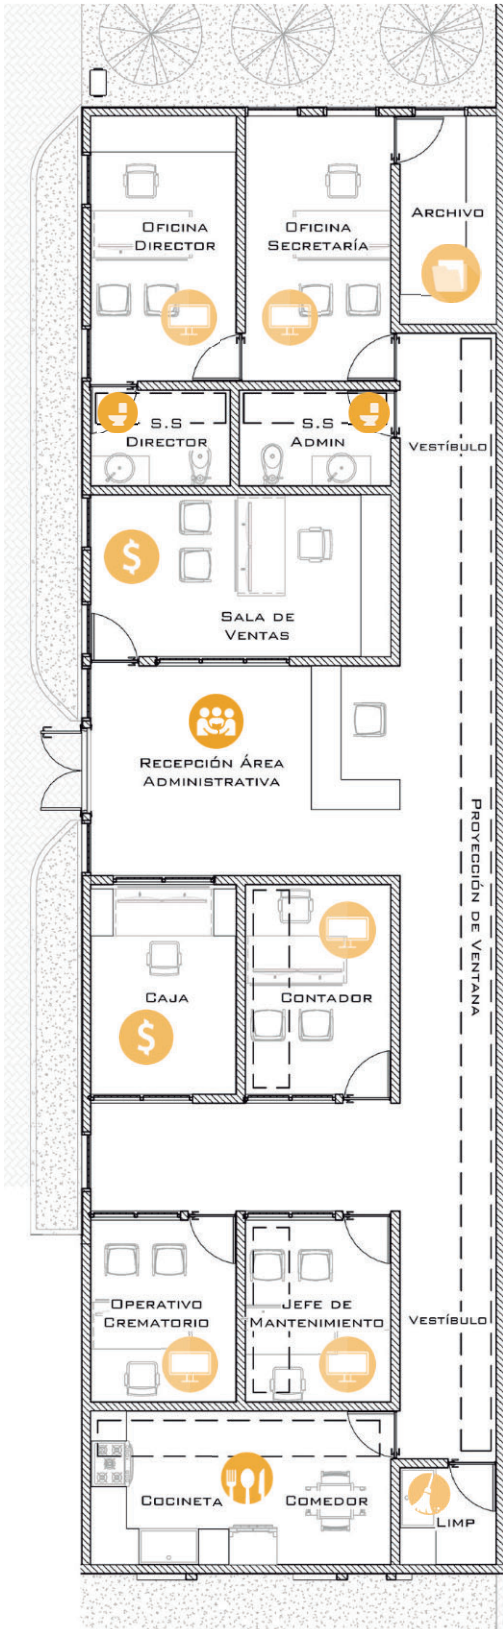 OFICINA
DIRECTOR
OFICINA
SECRETARÍA
ARCHIVO
S.S
DIRECTOR
S.S
ADMIN
VESTÍBULO
$
SALA DE
VENTAS
RECEPCIÓN ÁREA
ADMINISTRATIVA
PROYECCIÓN DE VENTANA
CAJA
$
CONTADOR
OPERATIVO
CREMATORIO
JEFE DE
MANTENIMIENTO
VESTÍBULO
COCINETA
COMEDOR
LIMP